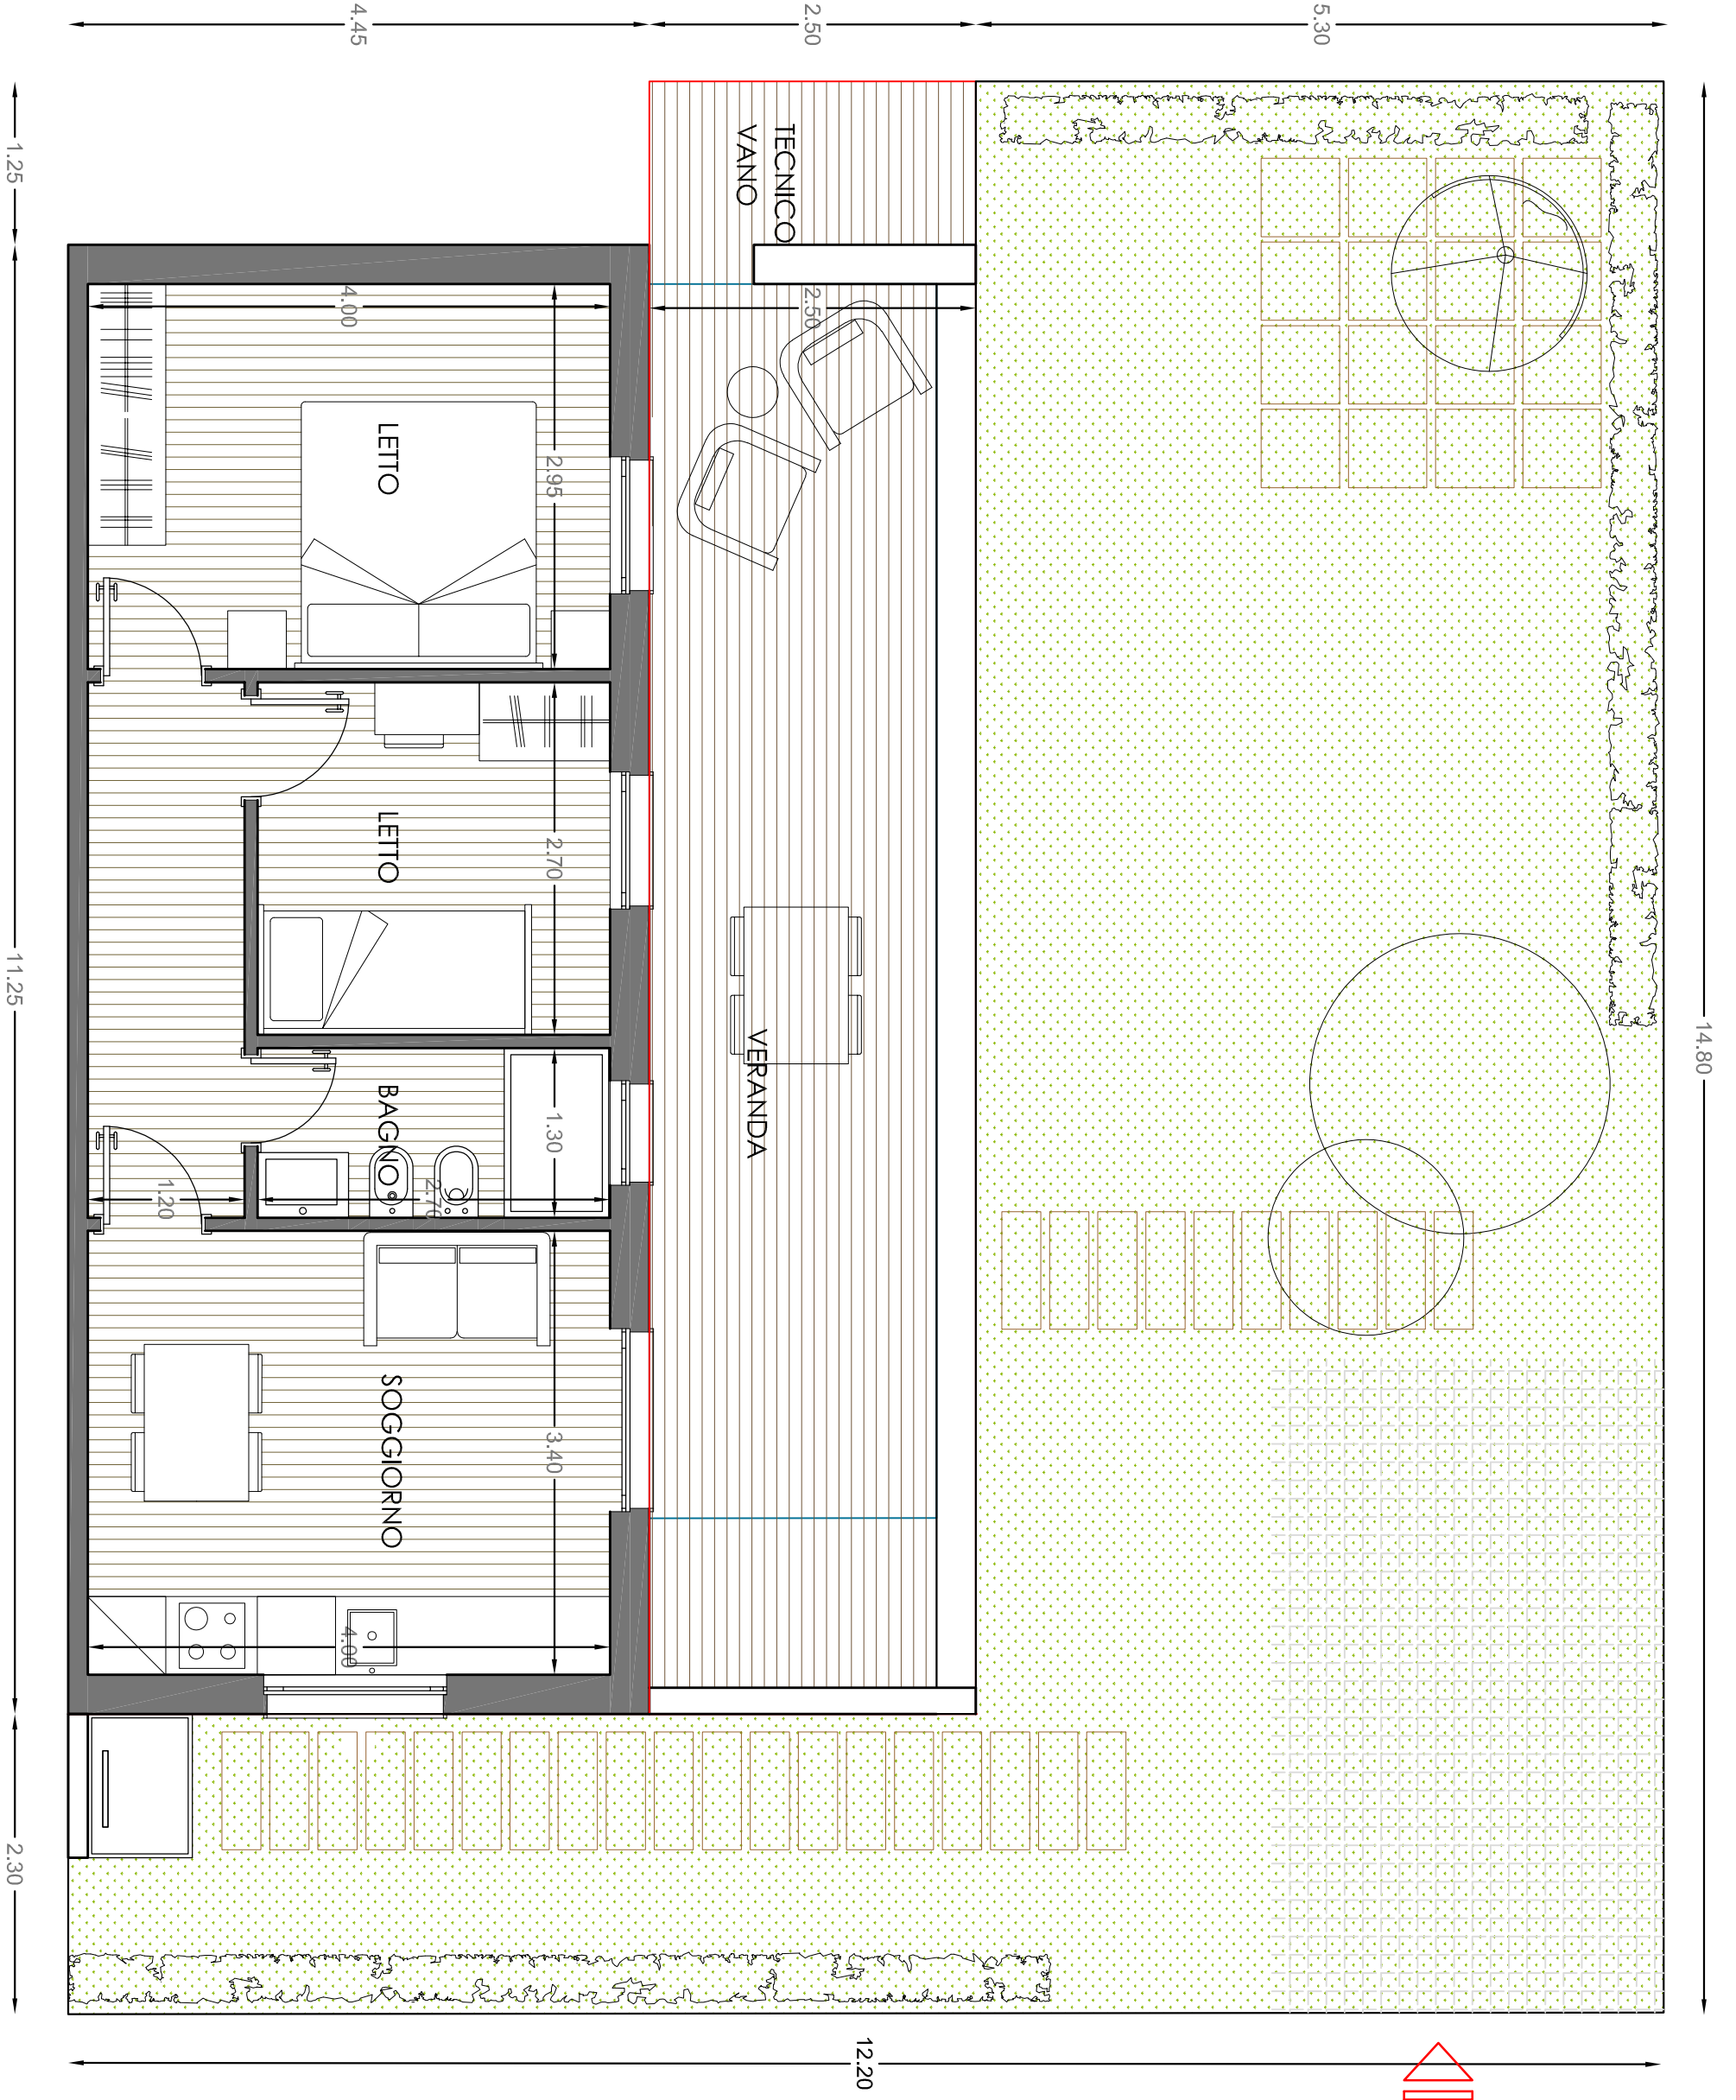 4.45
2.50
5.30
1.25
11.25
2.30
14.80
12.20
TECNICO
VANO
2.50
VERANDA
4.00
2.95
LETTO
2.70
LETTO
1.30
BAGNO
2.70
1.20
3.40
SOGGIORNO
4.00